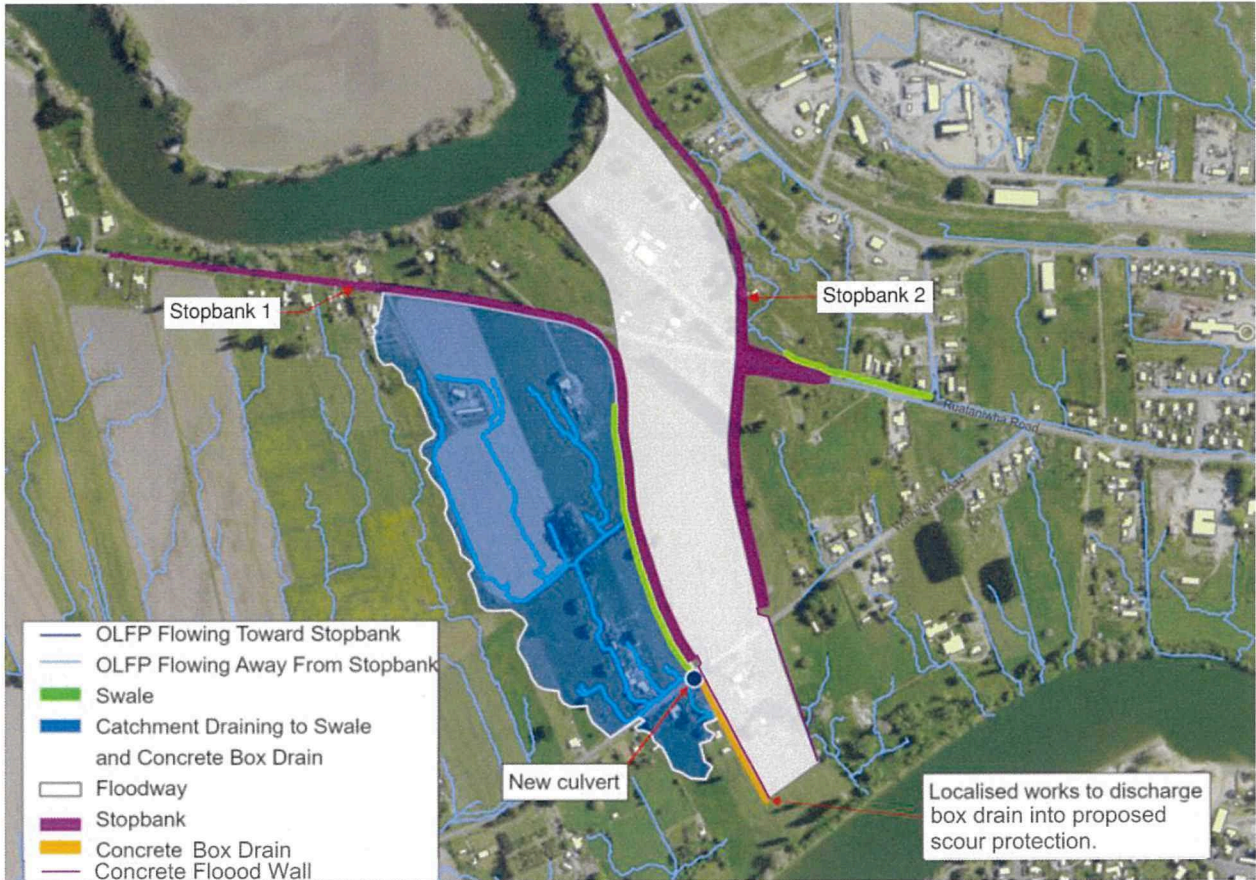 Stopbank 1
Stopbank 2
Ruataniwha Road
Road
OLFP Flowing Toward Stopbank
OLFP Flowing Away From Stopbank
Swale
Catchment Draining to Swale
and Concrete Box Drain
Floodway
Stopbank
Concrete Box Drain
Concrete Floood Wall
New culvert
Localised works to discharge
box drain into proposed
scour protection.